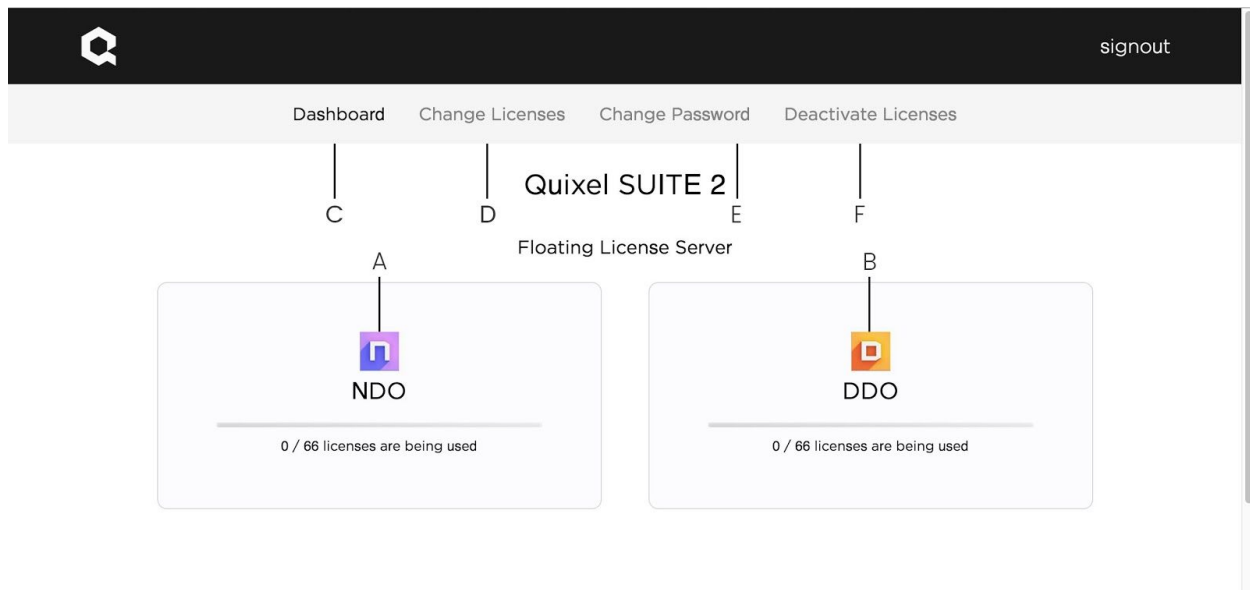 signout
Dashboard Change Licenses Change Password Deactivate Licenses
Quixel SUITE 2
C D E F
Floating License Server
A B
NDO DDO
0 / 66 licenses are being used 0 / 66 licenses are being used